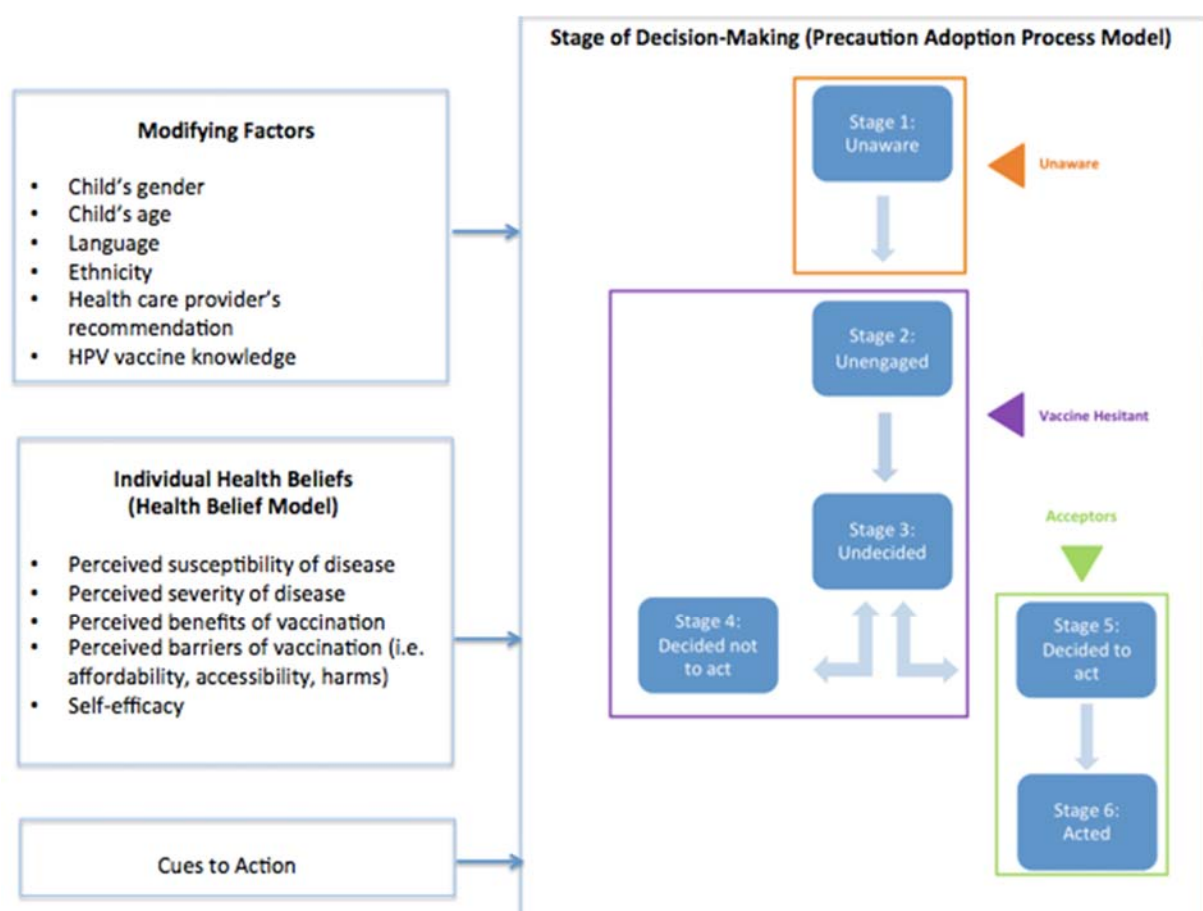 Stage of Decision-Making (Precaution Adoption Process Model)
Modifying Factors
• Child's gender
• Child's age
• Language
• Ethnicity
• Health care provider's
recommendation
• HPV vaccine knowledge
Individual Health Beliefs
(Health Belief Model)
• Perceived susceptibility of disease
• Perceived severity of disease
• Perceived benefits of vaccination
• Perceived barriers of vaccination (i.e.
affordability, accessibility, harms)
• Self-efficacy
Cues to Action
Stage 1:
Unaware
Unaware
Stage 2:
Unengaged
Vaccine Hesitant
Stage 3:
Undecided
Acceptors
Stage 4:
Decided not
to act
Stage 5:
Decided to
act
Stage 6:
Acted